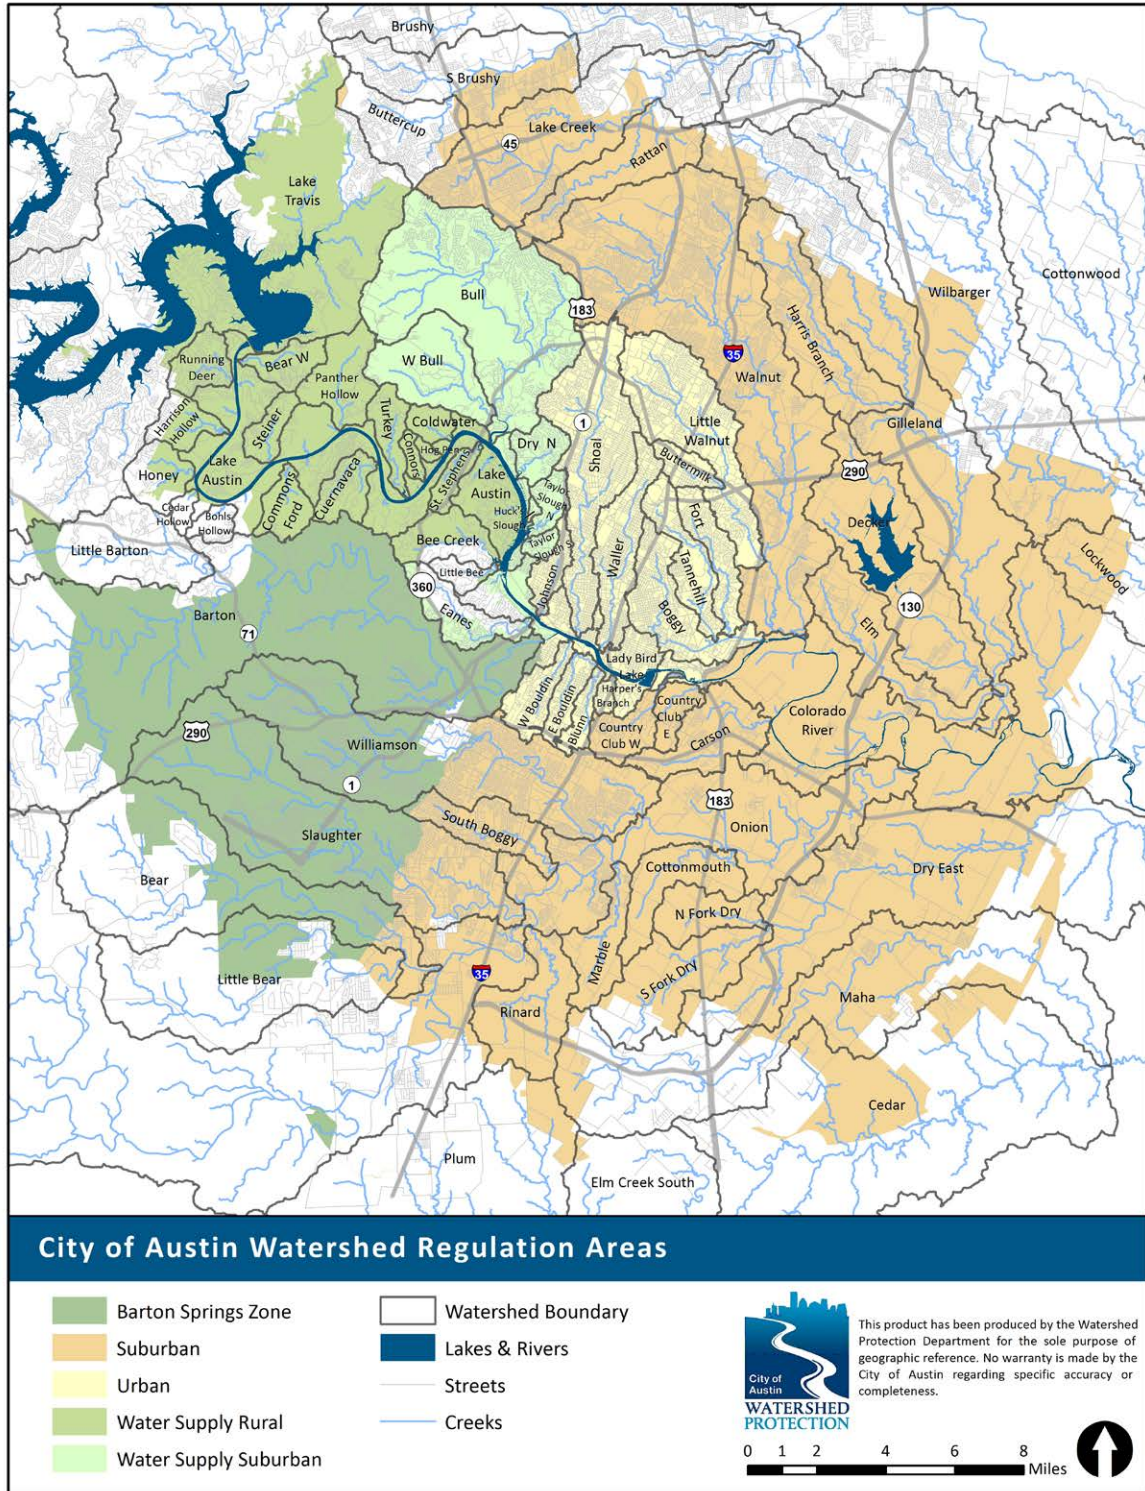 Brushy
S Brushy
Buttercup
Lake Creek
45
Rattan
Lake
Travis
Cottonwood
Bull
Wilbarger
183
Harris Branch
35
W Bull
Running
Deer
Bear W
Panther
Hollow
Walnut
Harrison
Hollow
Steiner
Turkey
Connors
Coldwater
1
Little
Walnut
Gilleland
Hog Pen
Dry N
Shoal
Buttermilk
290
Honey
Lake
Austin
Commons
Ford
Cuernavaca
St. Stephens
Lake
Austin
Taylor
Slough
N
Cedar
Hollow
Bohls
Hollow
Huck's
Slough
Fort
Decker
Little Barton
Bee Creek
Taylor
Slough S
Waller
Tannehill
Lockwood
Little Bee
360
Johnson
Eanes
Boggy
130
Barton
71
Elm
Lady Bird
Lake
Harper's
Branch
W Bouldin
E Bouldin
Blunn
Country
Club
E
Country
Club W
Carson
Colorado
River
290
Williamson
1
183
Slaughter
South Boggy
Onion
Bear
Cottonmouth
Dry East
N Fork Dry
Marble
S Fork Dry
Little Bear
35
Rinard
Maha
Cedar
Plum
Elm Creek South
City of Austin Watershed Regulation Areas
Barton Springs Zone
Suburban
Urban
Water Supply Rural
Water Supply Suburban
Watershed Boundary
Lakes & Rivers
Streets
Creeks
City of
Austin
WATERSHED
PROTECTION
This product has been produced by the Watershed
Protection Department for the sole purpose of
geographic reference. No warranty is made by the
City of Austin regarding specific accuracy or
completeness.
0 1 2 4 6 8
Miles